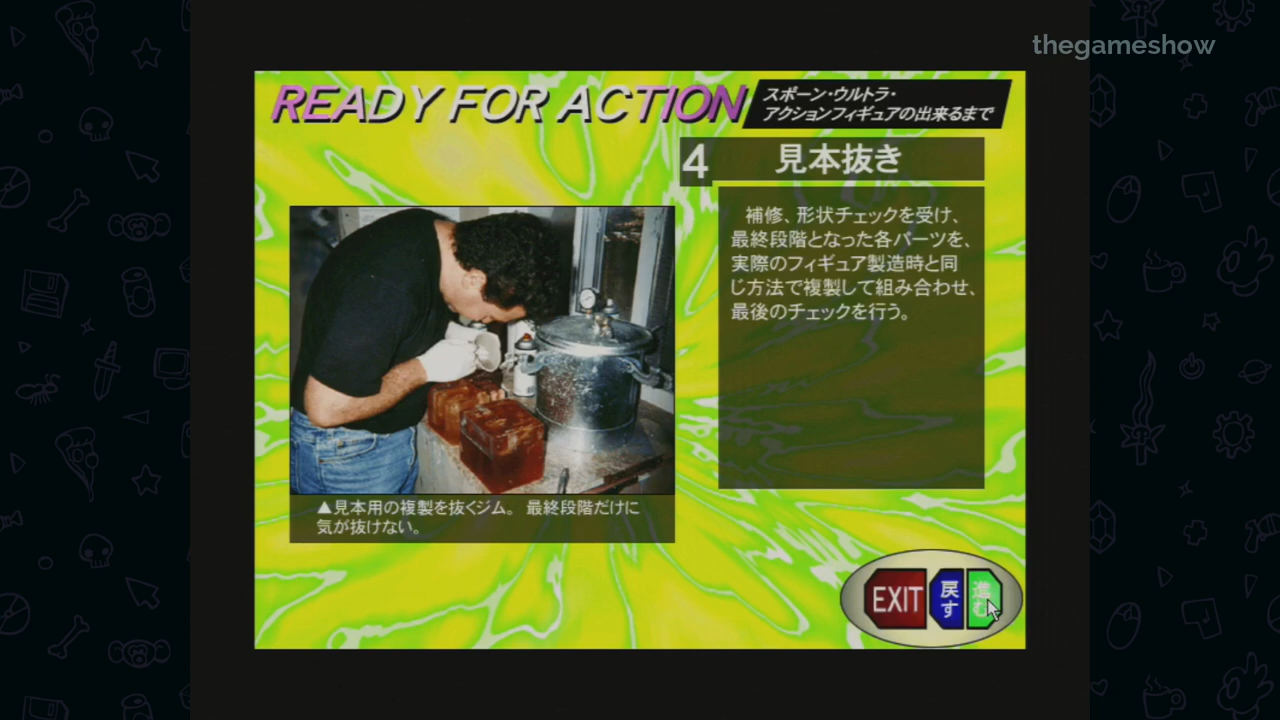 thegameshow
READY FOR ACTION
スポーン・ウルトラ・
アクションフィギュアの出来るまで
4 見本抜き
補修、形状チェックを受け、
最終段階となった各パーツを、
実際のフィギュア製造時と同
じ方法で複製して組み合わせ、
最後のチェックを行う。
▲見本用の複製を抜くジム。 最終段階だけに
気が抜けない。
EXIT
戻す
進む